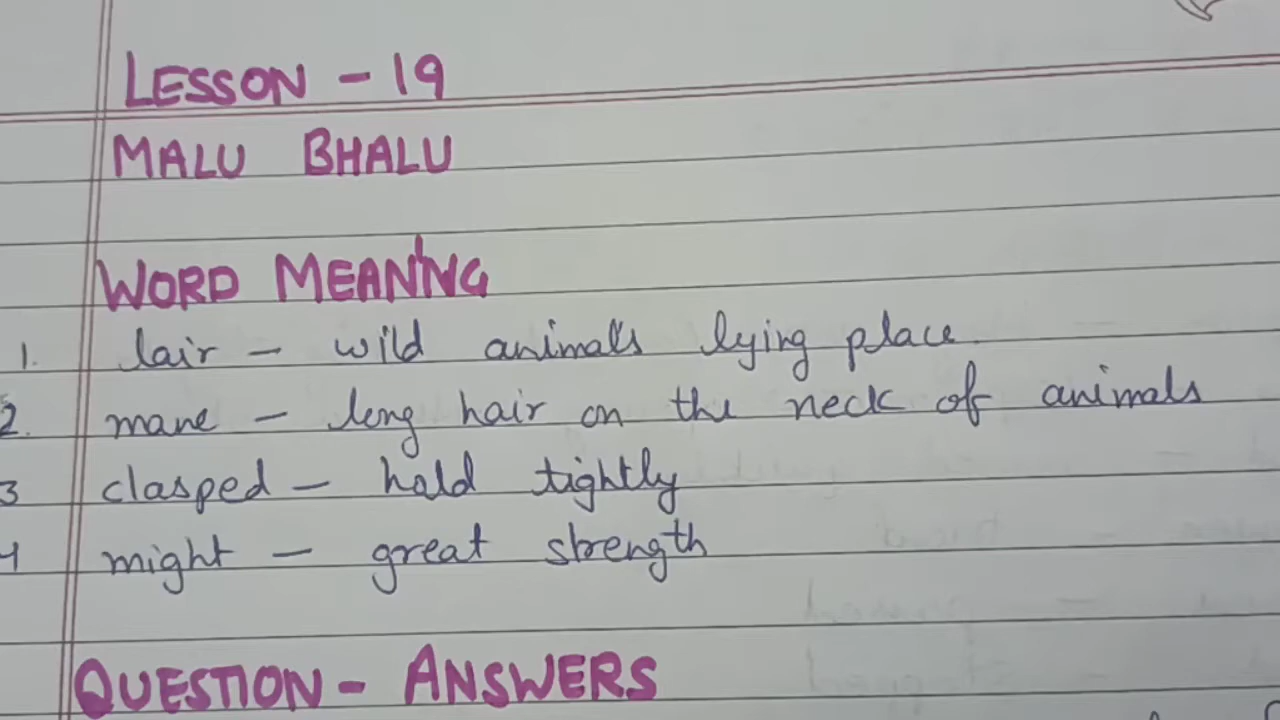 LESSON - 19
MALU BHALU
WORD MEANING
1. lair - wild animals lying place.
2. mane - long hair on the neck of animals
3 clasped - hold tightly
4 might - great strength
QUESTION - ANSWERS